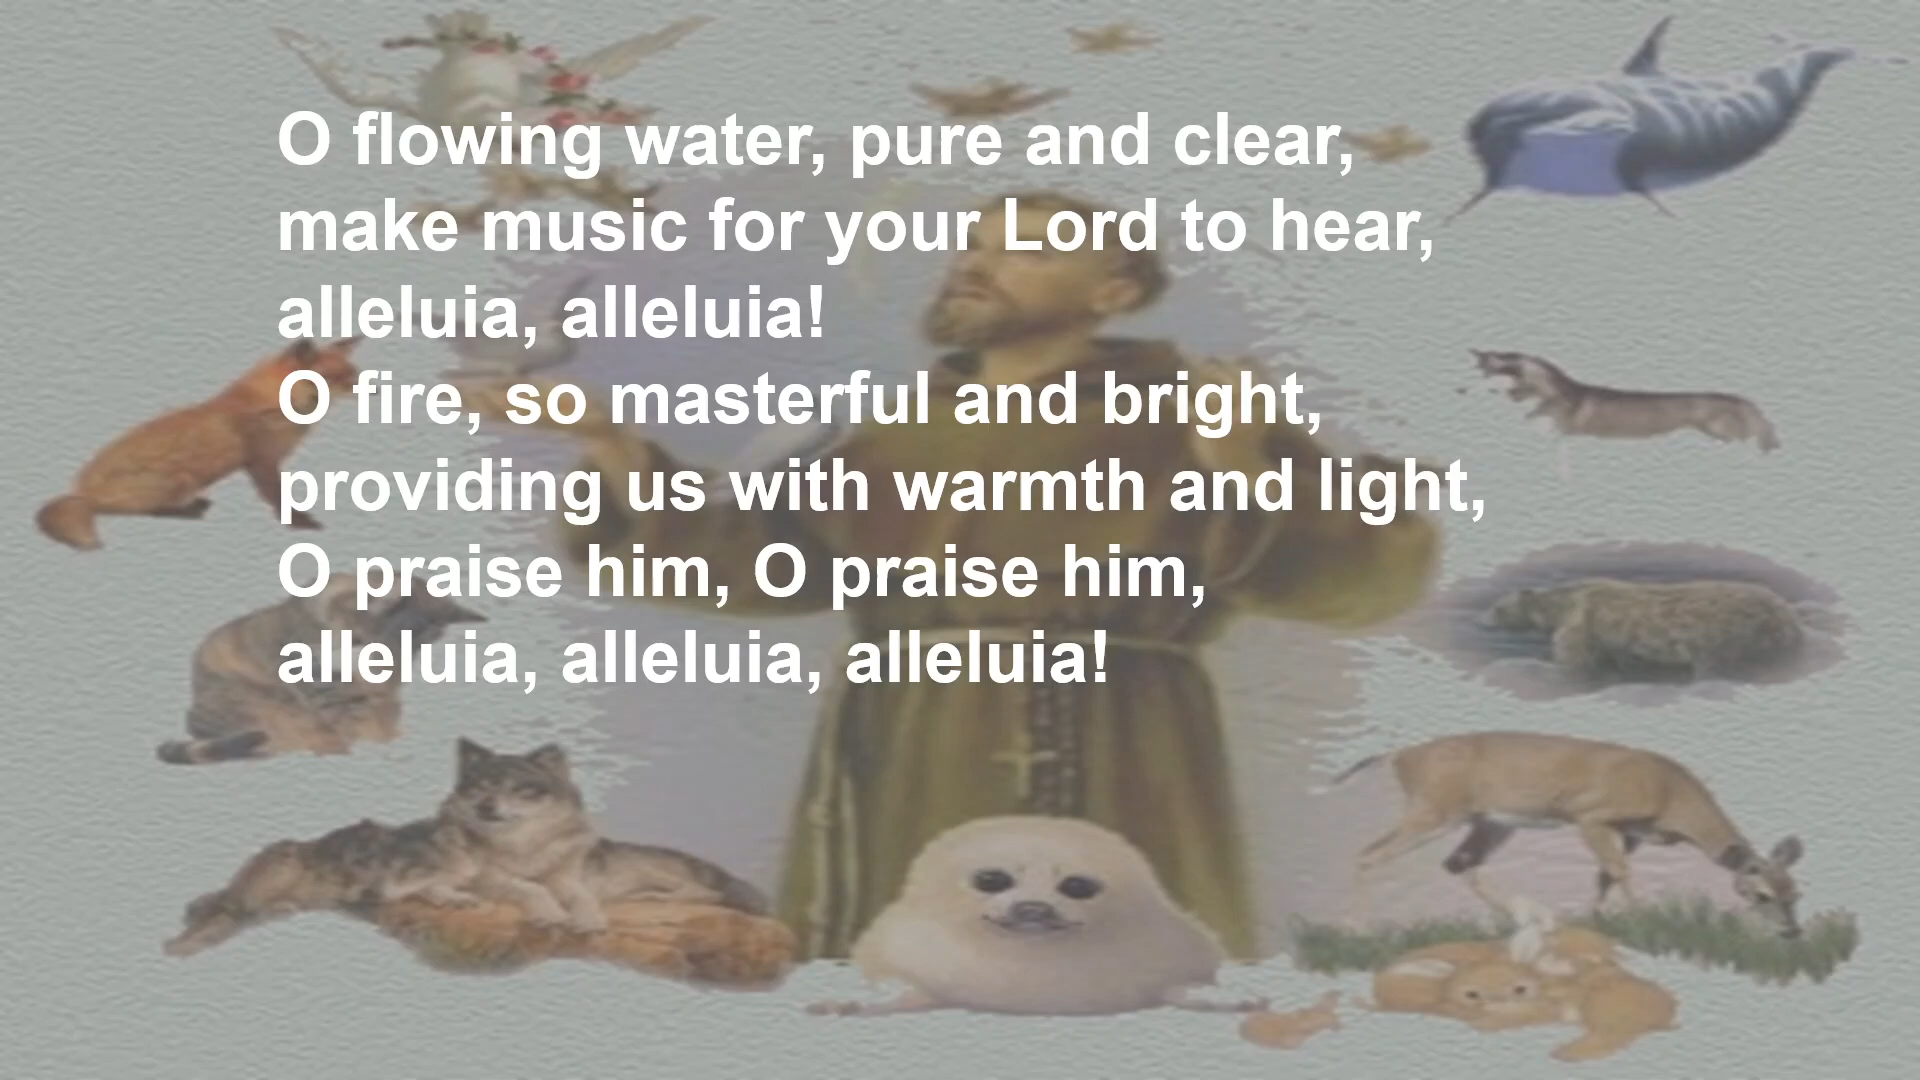 O flowing water, pure and clear,
make music for your Lord to hear,
alleluia, alleluia!
O fire, so masterful and bright,
providing us with warmth and light,
O praise him, O praise him,
alleluia, alleluia, alleluia!